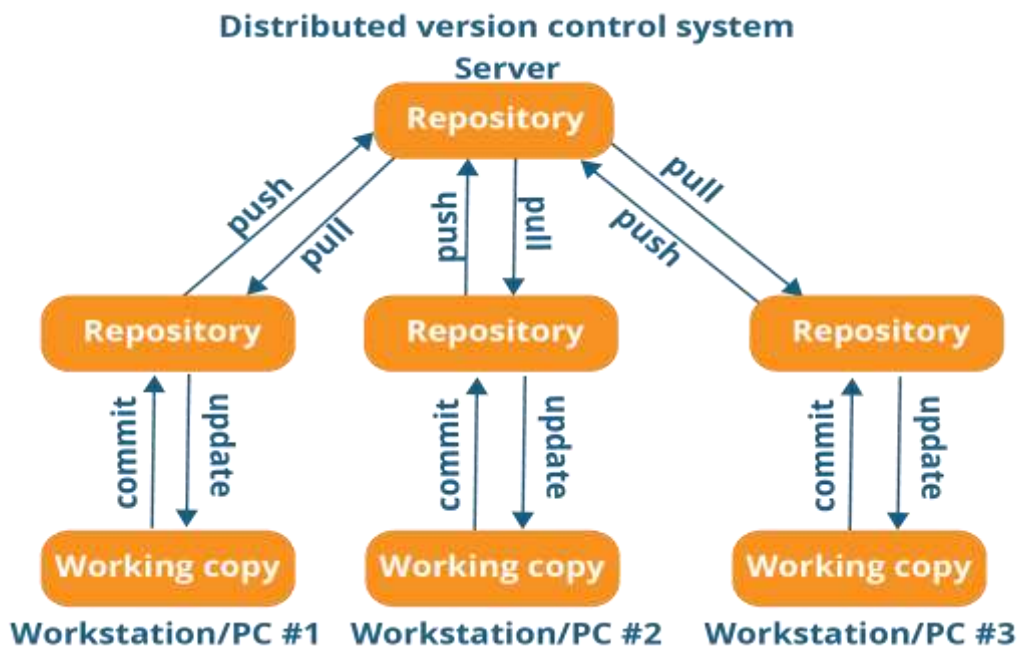 Distributed version control system
Server
Repository
push
pull
push
pull
push
pull
Repository
Repository
Repository
commit
update
commit
update
commit
update
Working copy
Working copy
Working copy
Workstation/PC #1
Workstation/PC #2
Workstation/PC #3